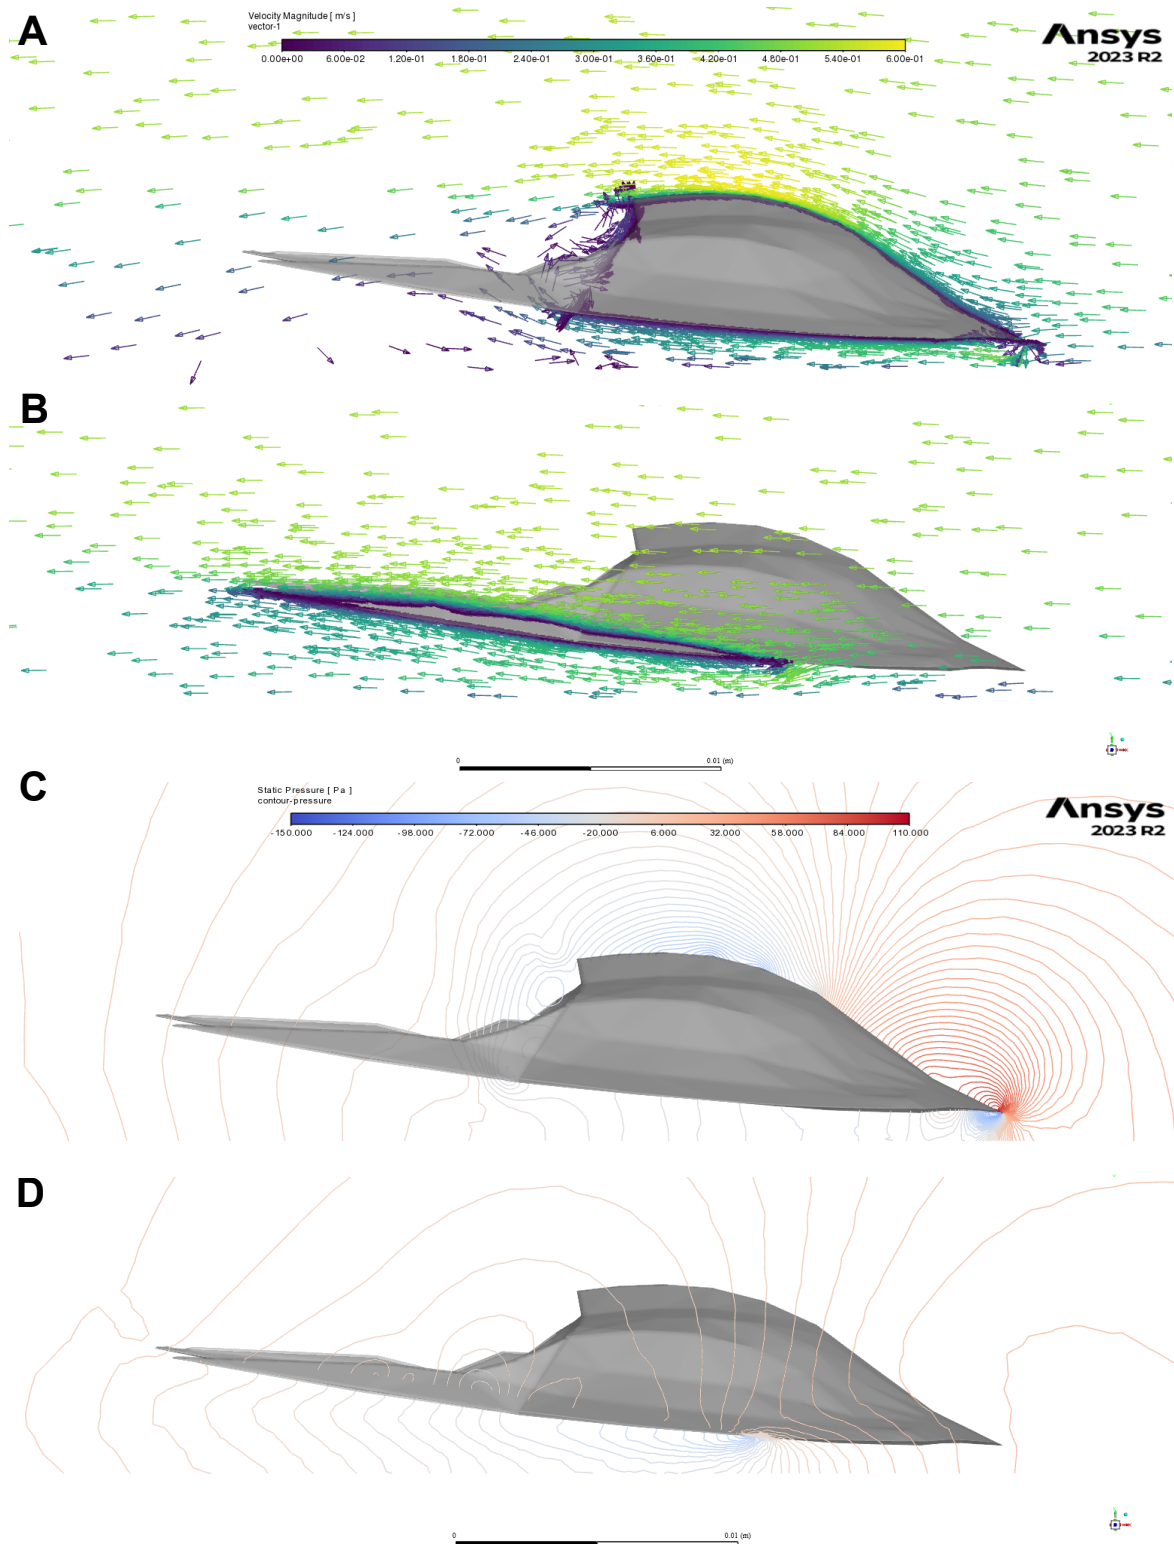 A
Velocity Magnitude [ m/s ]
vector-1
0.00e+00 6.00e-02 1.20e-01 1.80e-01 2.40e-01 3.00e-01 3.60e-01 4.20e-01 4.80e-01 5.40e-01 6.00e-01
Ansys
2023 R2
B
0 0.01 (m)
C
Static Pressure [ Pa ]
contour-pressure
-150.000 -124.000 -98.000 -72.000 -46.000 -20.000 6.000 32.000 58.000 84.000 110.000
Ansys
2023 R2
D
0 0.01 (m)